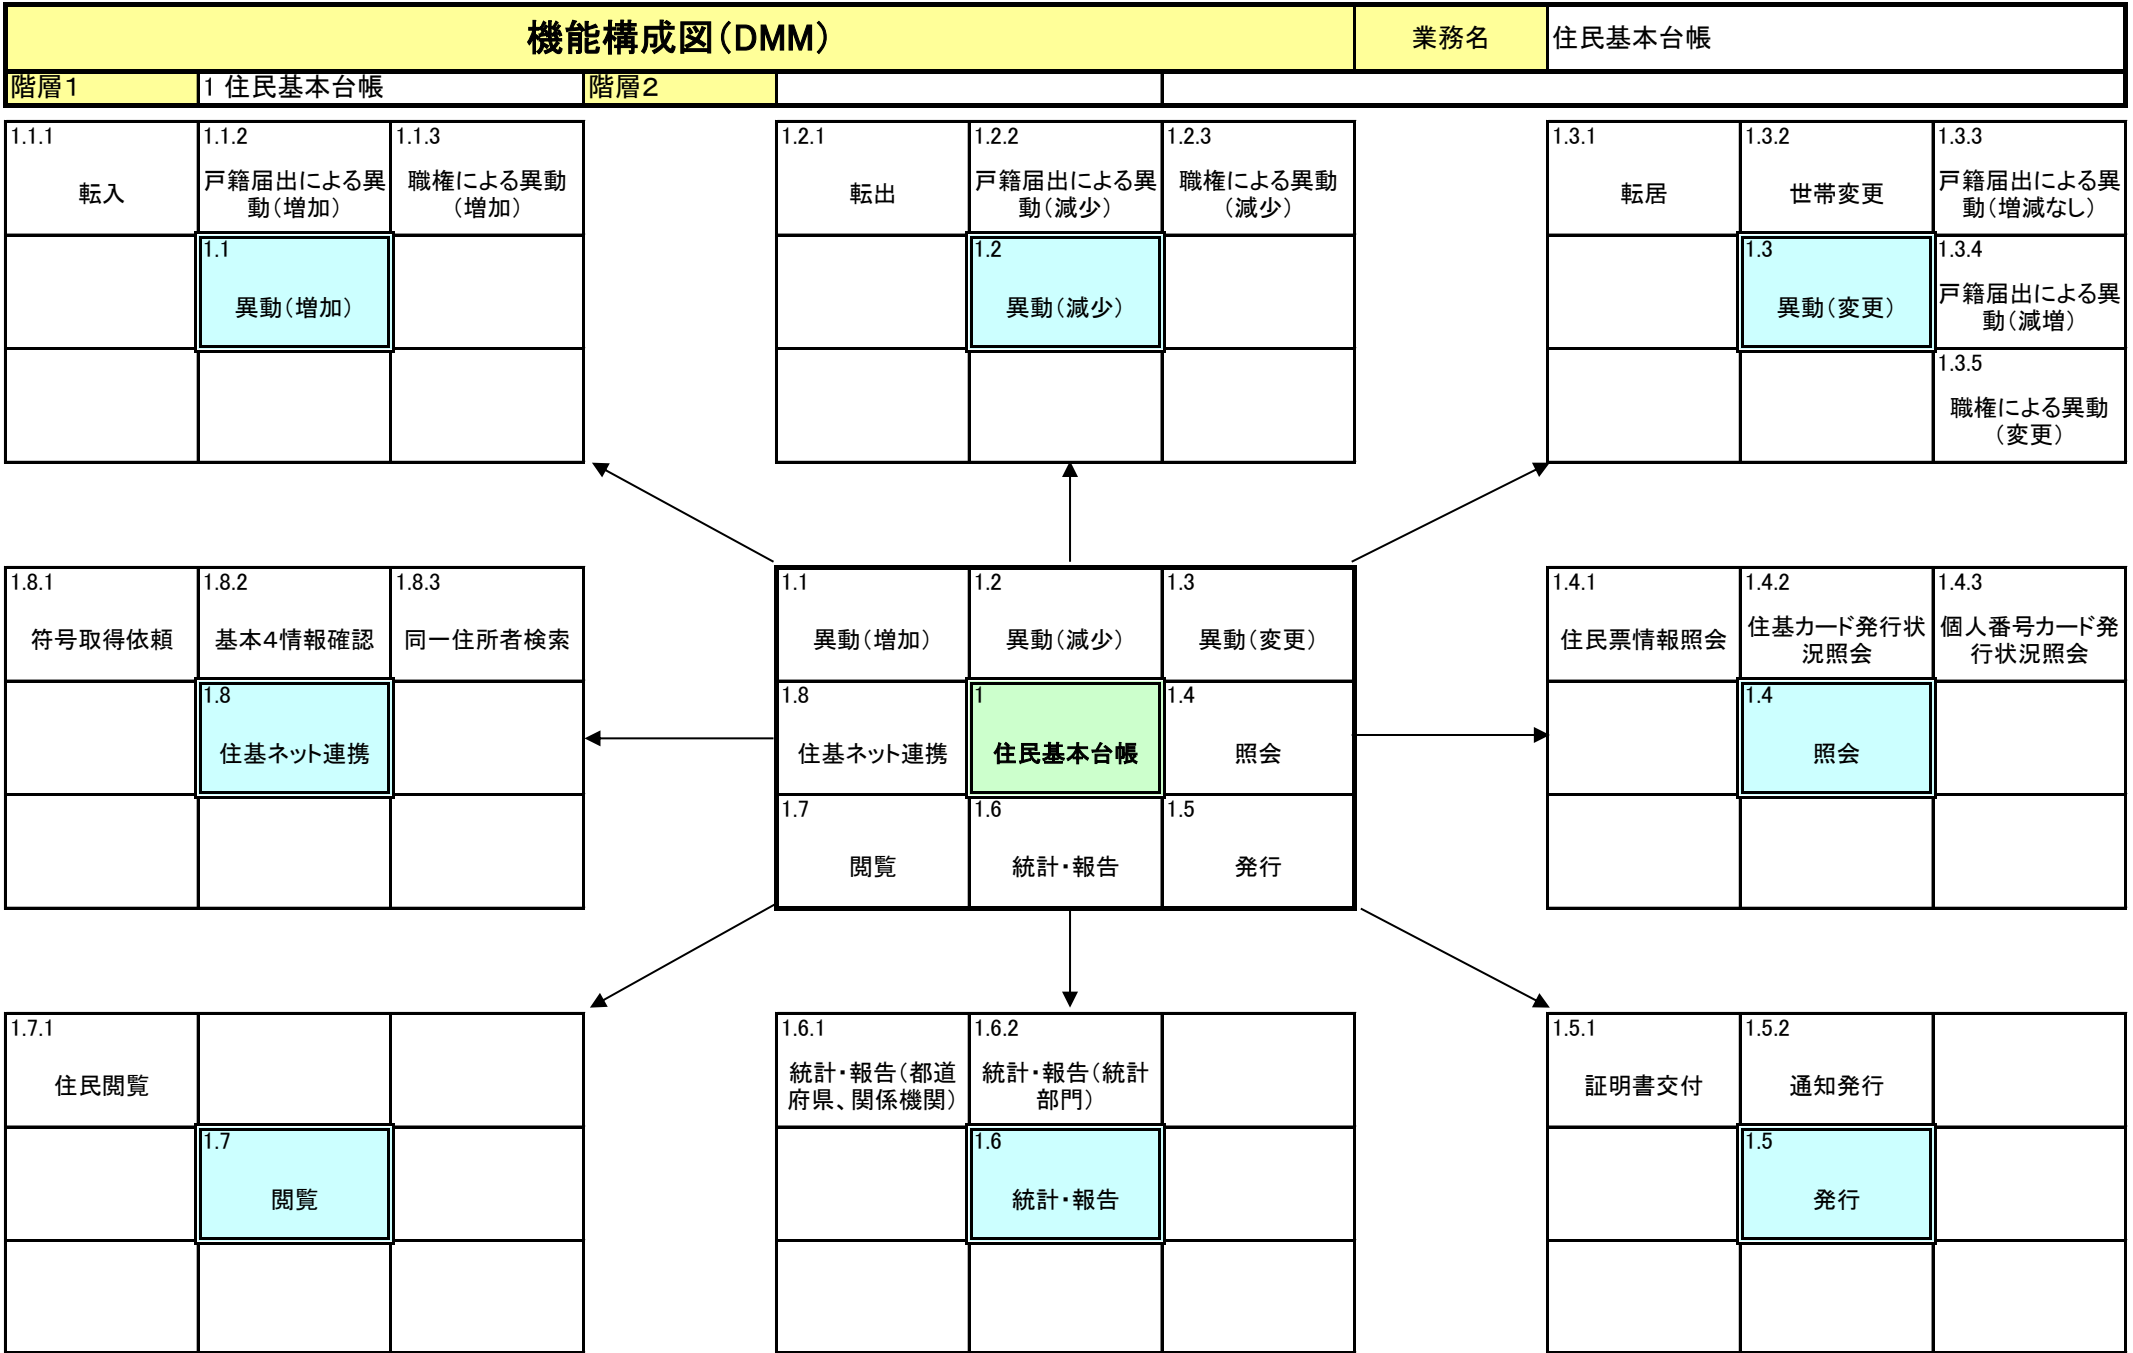 機能構成図(DMM)
業務名
住民基本台帳
階層1
1 住民基本台帳
階層2
1.1.1
転入
1.1.2
戸籍届出による異
動(増加)
1.1.3
職権による異動
(増加)
1.1
異動(増加)
1.2.1
転出
1.2.2
戸籍届出による異
動(減少)
1.2.3
職権による異動
(減少)
1.2
異動(減少)
1.3.1
転居
1.3.2
世帯変更
1.3.3
戸籍届出による異
動(増減なし)
1.3
異動(変更)
1.3.4
戸籍届出による異
動(減増)
1.3.5
職権による異動
(変更)
1.8.1
符号取得依頼
1.8.2
基本4情報確認
1.8.3
同一住所者検索
1.8
住基ネット連携
1.1
異動(増加)
1.2
異動(減少)
1.3
異動(変更)
1.8
住基ネット連携
1
住民基本台帳
1.4
照会
1.7
閲覧
1.6
統計・報告
1.5
発行
1.4.1
住民票情報照会
1.4.2
住基カード発行状
況照会
1.4.3
個人番号カード発
行状況照会
1.4
照会
1.7.1
住民閲覧
1.7
閲覧
1.6.1
統計・報告(都道
府県、関係機関)
1.6.2
統計・報告(統計
部門)
1.6
統計・報告
1.5.1
証明書交付
1.5.2
通知発行
1.5
発行